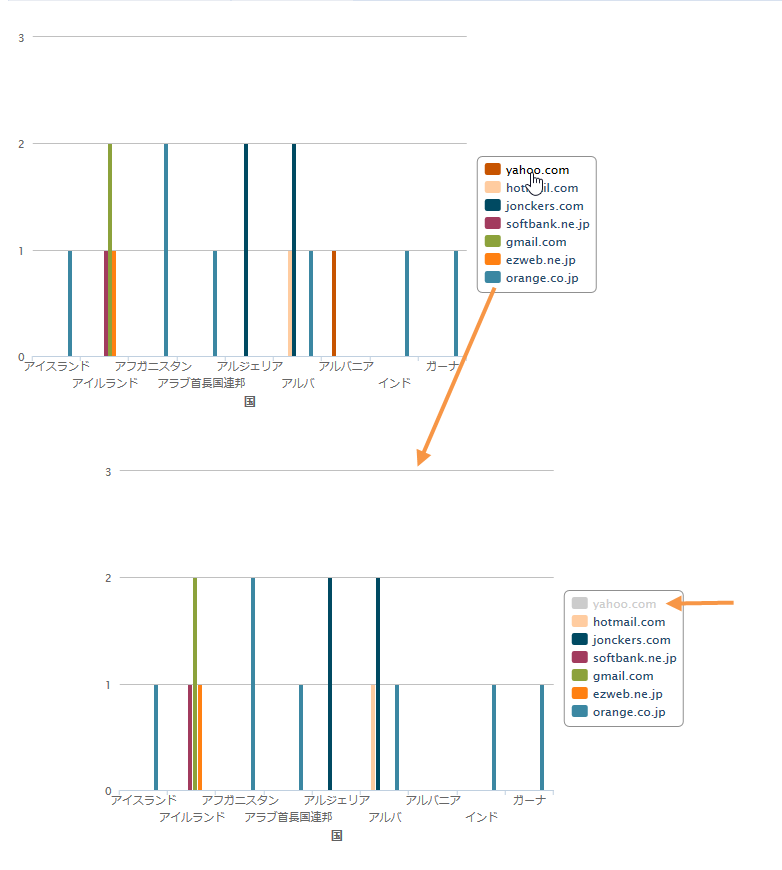 3
2
1
0
アイスランド
アフガニスタン
アルジェリア
アルバニア
ガーナ
アイルランド
アラブ首長国連邦
アルバ
インド
国
yahoo.com
hotmail.com
jonckers.com
softbank.ne.jp
gmail.com
ezweb.ne.jp
orange.co.jp
3
2
1
0
アイスランド
アフガニスタン
アルジェリア
アルバニア
ガーナ
アイルランド
アラブ首長国連邦
アルバ
インド
国
yahoo.com
hotmail.com
jonckers.com
softbank.ne.jp
gmail.com
ezweb.ne.jp
orange.co.jp